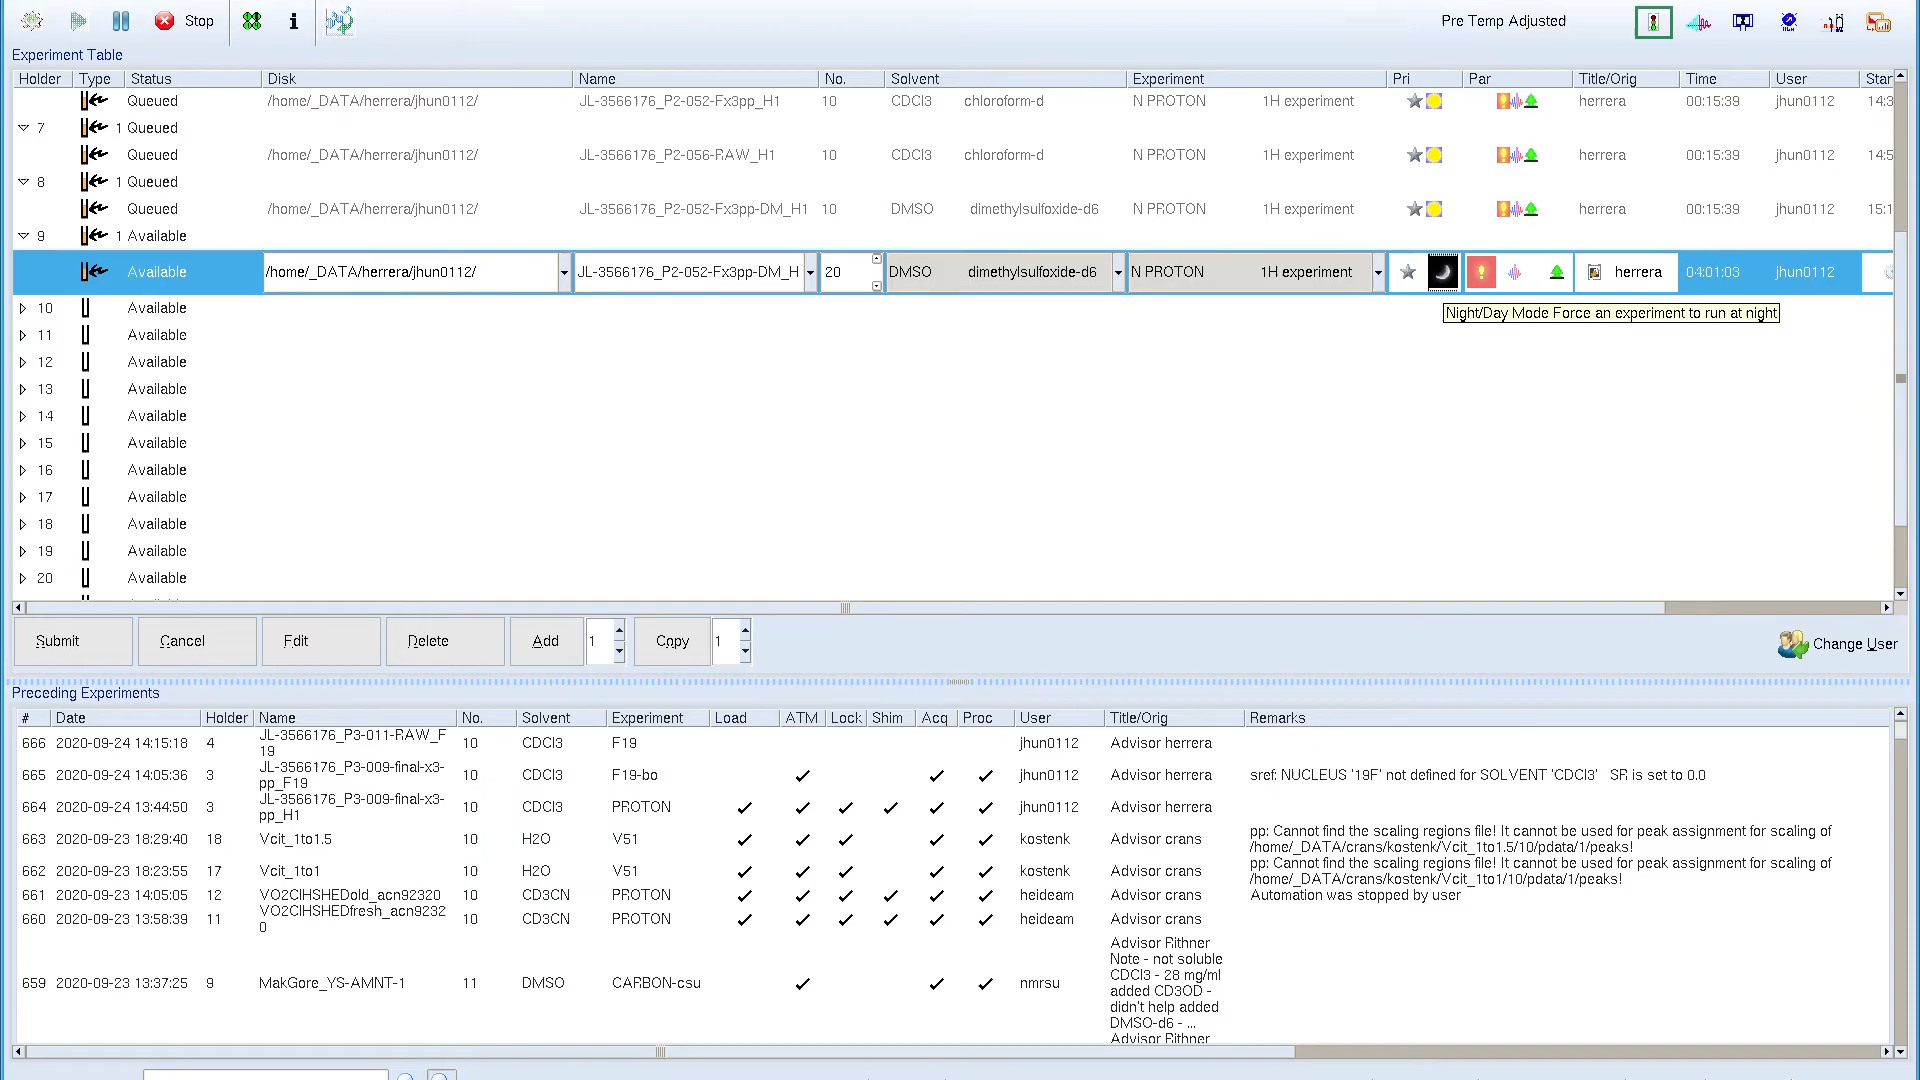 Stop
Pre Temp Adjusted
Experiment Table
Holder Type Status Disk Name No. Solvent Experiment Pri Par Title/Orig Time User Star
Queued /home/_DATA/herrera/jhun0112/ JL-3566176_P2-052-Fx3pp_H1 10 CDCl3 chloroform-d N PROTON 1H experiment herrera 00:15:39 jhun0112 14:3
7 1 Queued
Queued /home/_DATA/herrera/jhun0112/ JL-3566176_P2-056-RAW_H1 10 CDCl3 chloroform-d N PROTON 1H experiment herrera 00:15:39 jhun0112 14:5
8 1 Queued
Queued /home/_DATA/herrera/jhun0112/ JL-3566176_P2-052-Fx3pp-DM_H1 10 DMSO dimethylsulfoxide-d6 N PROTON 1H experiment herrera 00:15:39 jhun0112 15:1
9 1 Available
Available /home/_DATA/herrera/jhun0112/ JL-3566176_P2-052-Fx3pp-DM_H 20 DMSO dimethylsulfoxide-d6 N PROTON 1H experiment herrera 04:01:03 jhun0112
10 Available
Night/Day Mode Force an experiment to run at night
11 Available
12 Available
13 Available
14 Available
15 Available
16 Available
17 Available
18 Available
19 Available
20 Available
Submit Cancel Edit Delete Add 1 Copy 1 Change User
Preceding Experiments
# Date Holder Name No. Solvent Experiment Load ATM Lock Shim Acq Proc User Title/Orig Remarks
666 2020-09-24 14:15:18 4 JL-3566176_P3-011-RAW_F 10 CDCl3 F19 jhun0112 Advisor herrera
19
665 2020-09-24 14:05:36 3 JL-3566176_P3-009-final-x3- 10 CDCl3 F19-bo jhun0112 Advisor herrera sref: NUCLEUS '19F' not defined for SOLVENT 'CDCl3' SR is set to 0.0
pp_F19
664 2020-09-24 13:44:50 3 JL-3566176_P3-009-final-x3- 10 CDCl3 PROTON jhun0112 Advisor herrera
pp_H1
663 2020-09-23 18:29:40 18 Vcit_1to1.5 10 H2O V51 kostenk Advisor crans pp: Cannot find the scaling regions file! It cannot be used for peak assignment for scaling of
/home/_DATA/crans/kostenk/Vcit_1to1.5/10/pdata/1/peaks!
662 2020-09-23 18:23:55 17 Vcit_1to1 10 H2O V51 kostenk Advisor crans pp: Cannot find the scaling regions file! It cannot be used for peak assignment for scaling of
/home/_DATA/crans/kostenk/Vcit_1to1/10/pdata/1/peaks!
661 2020-09-23 14:05:05 12 VO2CIHSHEDold_acn92320 10 CD3CN PROTON heideam Advisor crans Automation was stopped by user
660 2020-09-23 13:58:39 11 VO2CIHSHEDfresh_acn9232 10 CD3CN PROTON heideam Advisor crans
0
659 2020-09-23 13:37:25 9 MakGore_YS-AMNT-1 11 DMSO CARBON-csu nmrsu Advisor Rithner
Note - not soluble
CDCl3 - 28 mg/ml
added CD3OD -
didn't help added
DMSO-d6 - ...
Advisor Rithner